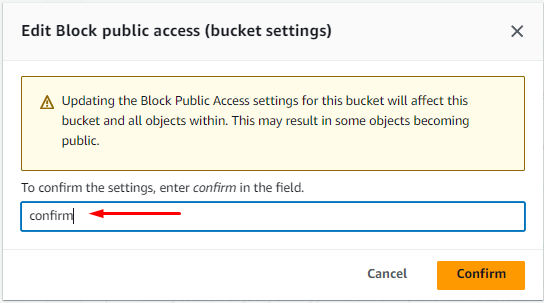 Edit Block public access (bucket settings)
Updating the Block Public Access settings for this bucket will affect this
bucket and all objects within. This may result in some objects becoming
public.
To confirm the settings, enter confirm in the field.
confirm
Cancel
Confirm